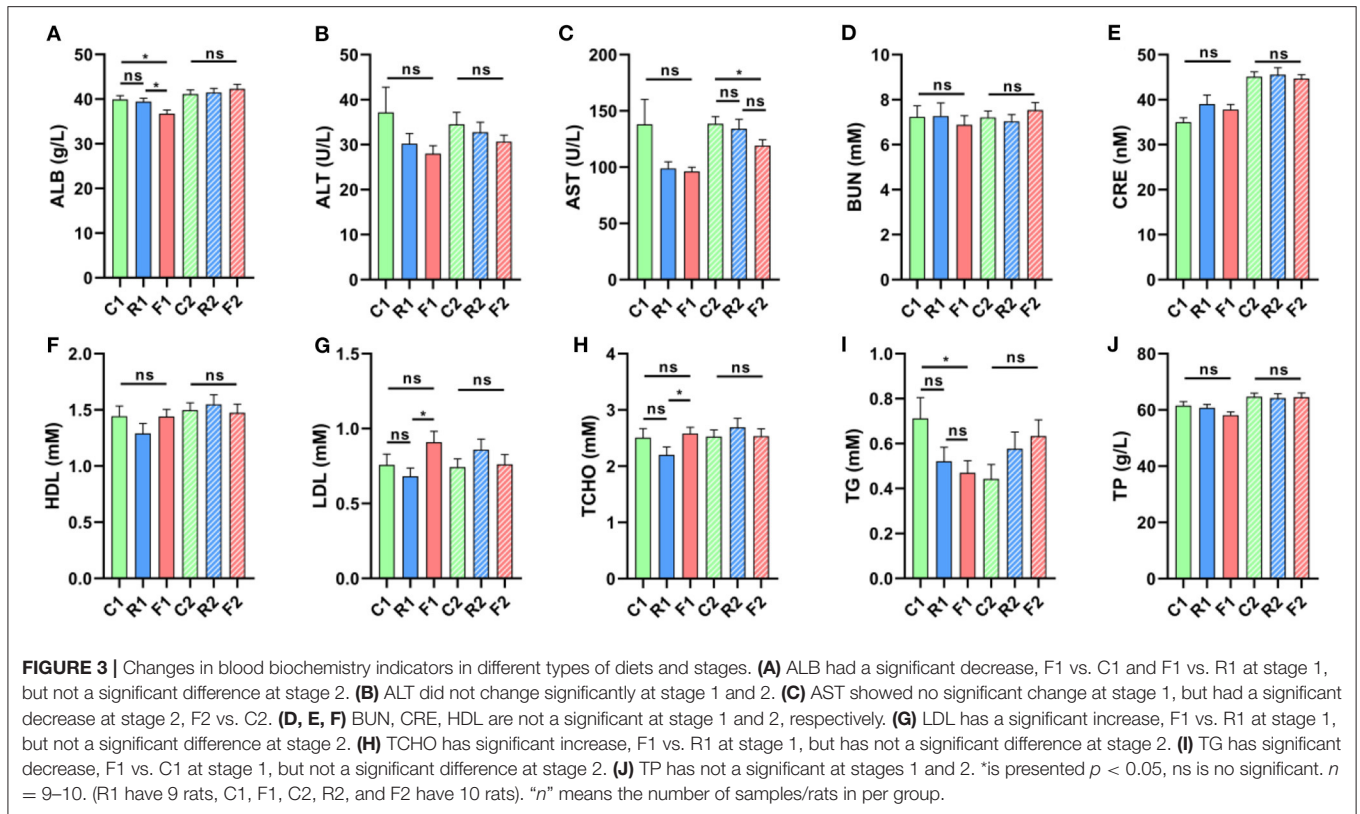 A
ALB (g/L)
50
40
30
20
10
0
*
ns
*
ns
C1 R1 F1 C2 R2 F2
B
ALT (U/L)
50
40
30
20
10
0
ns
ns
C1 R1 F1 C2 R2 F2
C
AST (U/L)
200
150
100
50
0
ns
*
ns
ns
C1 R1 F1 C2 R2 F2
D
BUN (mM)
8
6
4
2
0
ns
ns
C1 R1 F1 C2 R2 F2
E
CRE (nM)
50
40
30
20
10
0
ns
ns
C1 R1 F1 C2 R2 F2
F
HDL (mM)
2.0
1.5
1.0
0.5
0.0
ns
ns
C1 R1 F1 C2 R2 F2
G
LDL (mM)
1.5
1.0
0.5
0.0
ns
ns
*
ns
C1 R1 F1 C2 R2 F2
H
TCHO (mM)
4
3
2
1
0
ns
ns
*
ns
C1 R1 F1 C2 R2 F2
I
TG (mM)
1.0
0.8
0.6
0.4
0.2
0.0
*
ns
ns
ns
C1 R1 F1 C2 R2 F2
J
TP (g/L)
80
60
40
20
0
ns
ns
C1 R1 F1 C2 R2 F2
FIGURE 3 | Changes in blood biochemistry indicators in different types of diets and stages. (A) ALB had a significant decrease, F1 vs. C1 and F1 vs. R1 at stage 1,
but not a significant difference at stage 2. (B) ALT did not change significantly at stage 1 and 2. (C) AST showed no significant change at stage 1, but had a significant
decrease at stage 2, F2 vs. C2. (D, E, F) BUN, CRE, HDL are not a significant at stage 1 and 2, respectively. (G) LDL has a significant increase, F1 vs. R1 at stage 1,
but not a significant difference at stage 2. (H) TCHO has significant increase, F1 vs. R1 at stage 1, but has not a significant difference at stage 2. (I) TG has significant
decrease, F1 vs. C1 at stage 1, but not a significant difference at stage 2. (J) TP has not a significant at stages 1 and 2. *is presented p < 0.05, ns is no significant. n
= 9–10. (R1 have 9 rats, C1, F1, C2, R2, and F2 have 10 rats). “n” means the number of samples/rats in per group.